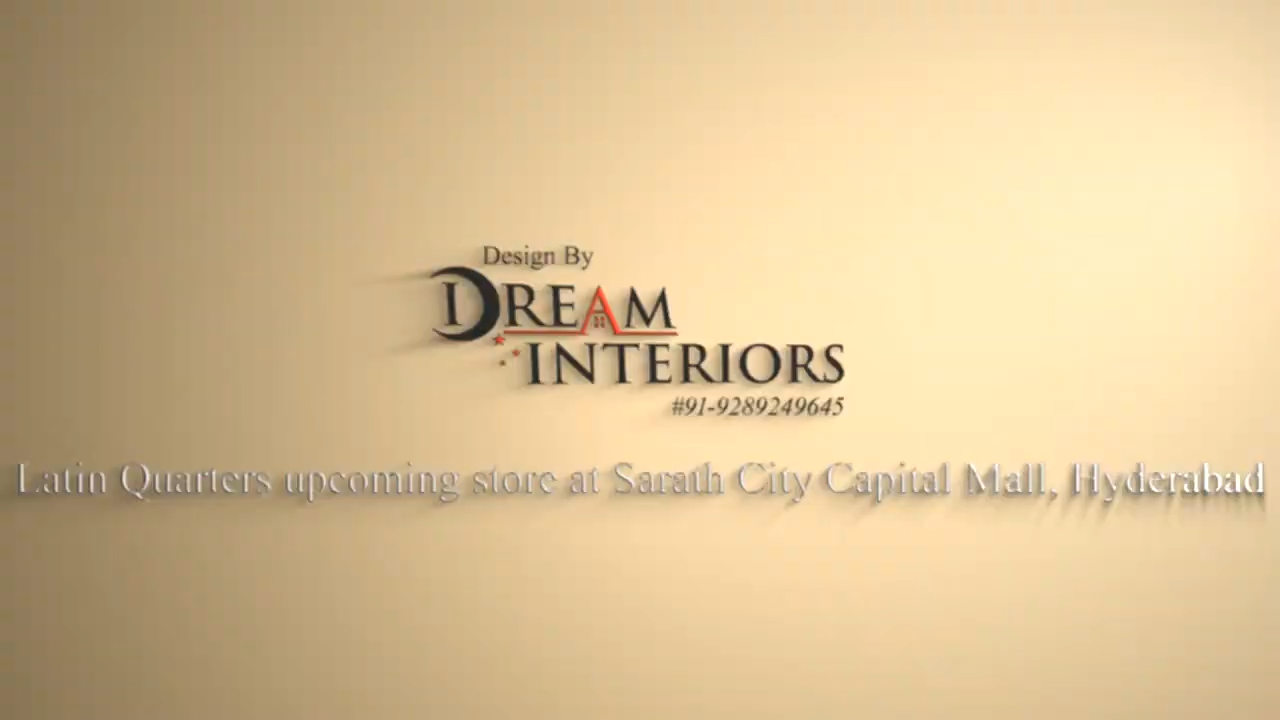 Design By
DREAM
INTERIORS
#91-9289249645
Latin Quarters upcoming store at Sarath City Capital Mall, Hyderabad